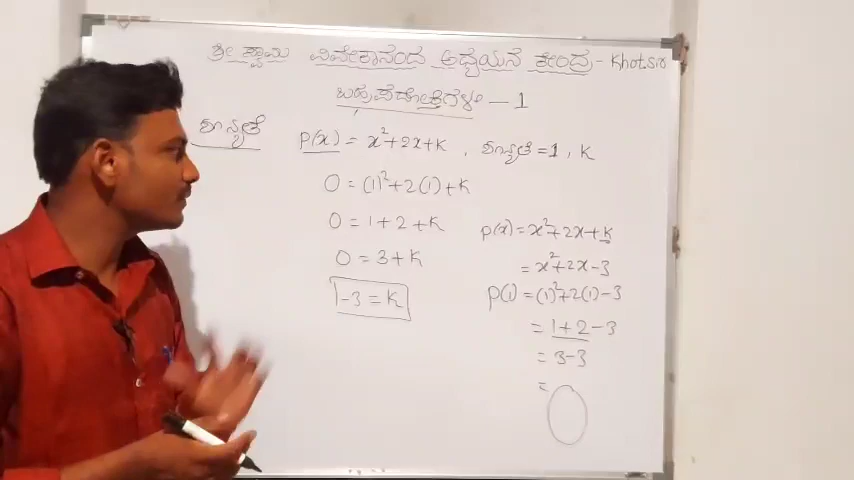 ಶ್ರೀ ಸ್ವಾಮಿ ವಿವೇಕಾನಂದ ಅಧ್ಯಯನ ಕೇಂದ್ರ - Khot.sir
ಬಹುಪದೋಕ್ತಿಗಳು - 1
ಶೂನ್ಯತೆ
p(x) = x²+2x+k , ಶೂನ್ಯತೆ = 1, K
0 = (1)²+2(1)+k
0 = 1+2+k
0 = 3+k
-3 = k
p(x) = x²+2x+k
= x²+2x-3
p(1) = (1)²+2(1)-3
= 1+2-3
= 3-3
= 0